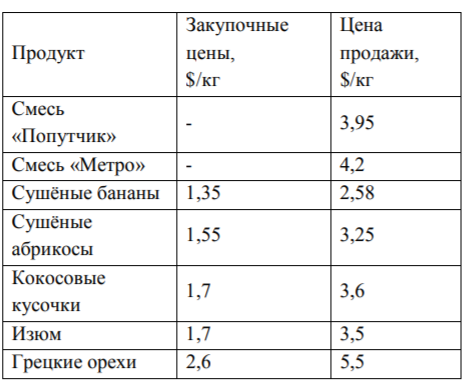 Продукт
Закупочные
цены,
$/кг
Цена
продажи,
$/кг
Смесь
«Попутчик»
-
3,95
Смесь «Метро»
-
4,2
Сушёные бананы
1,35
2,58
Сушёные
абрикосы
1,55
3,25
Кокосовые
кусочки
1,7
3,6
Изюм
1,7
3,5
Грецкие орехи
2,6
5,5